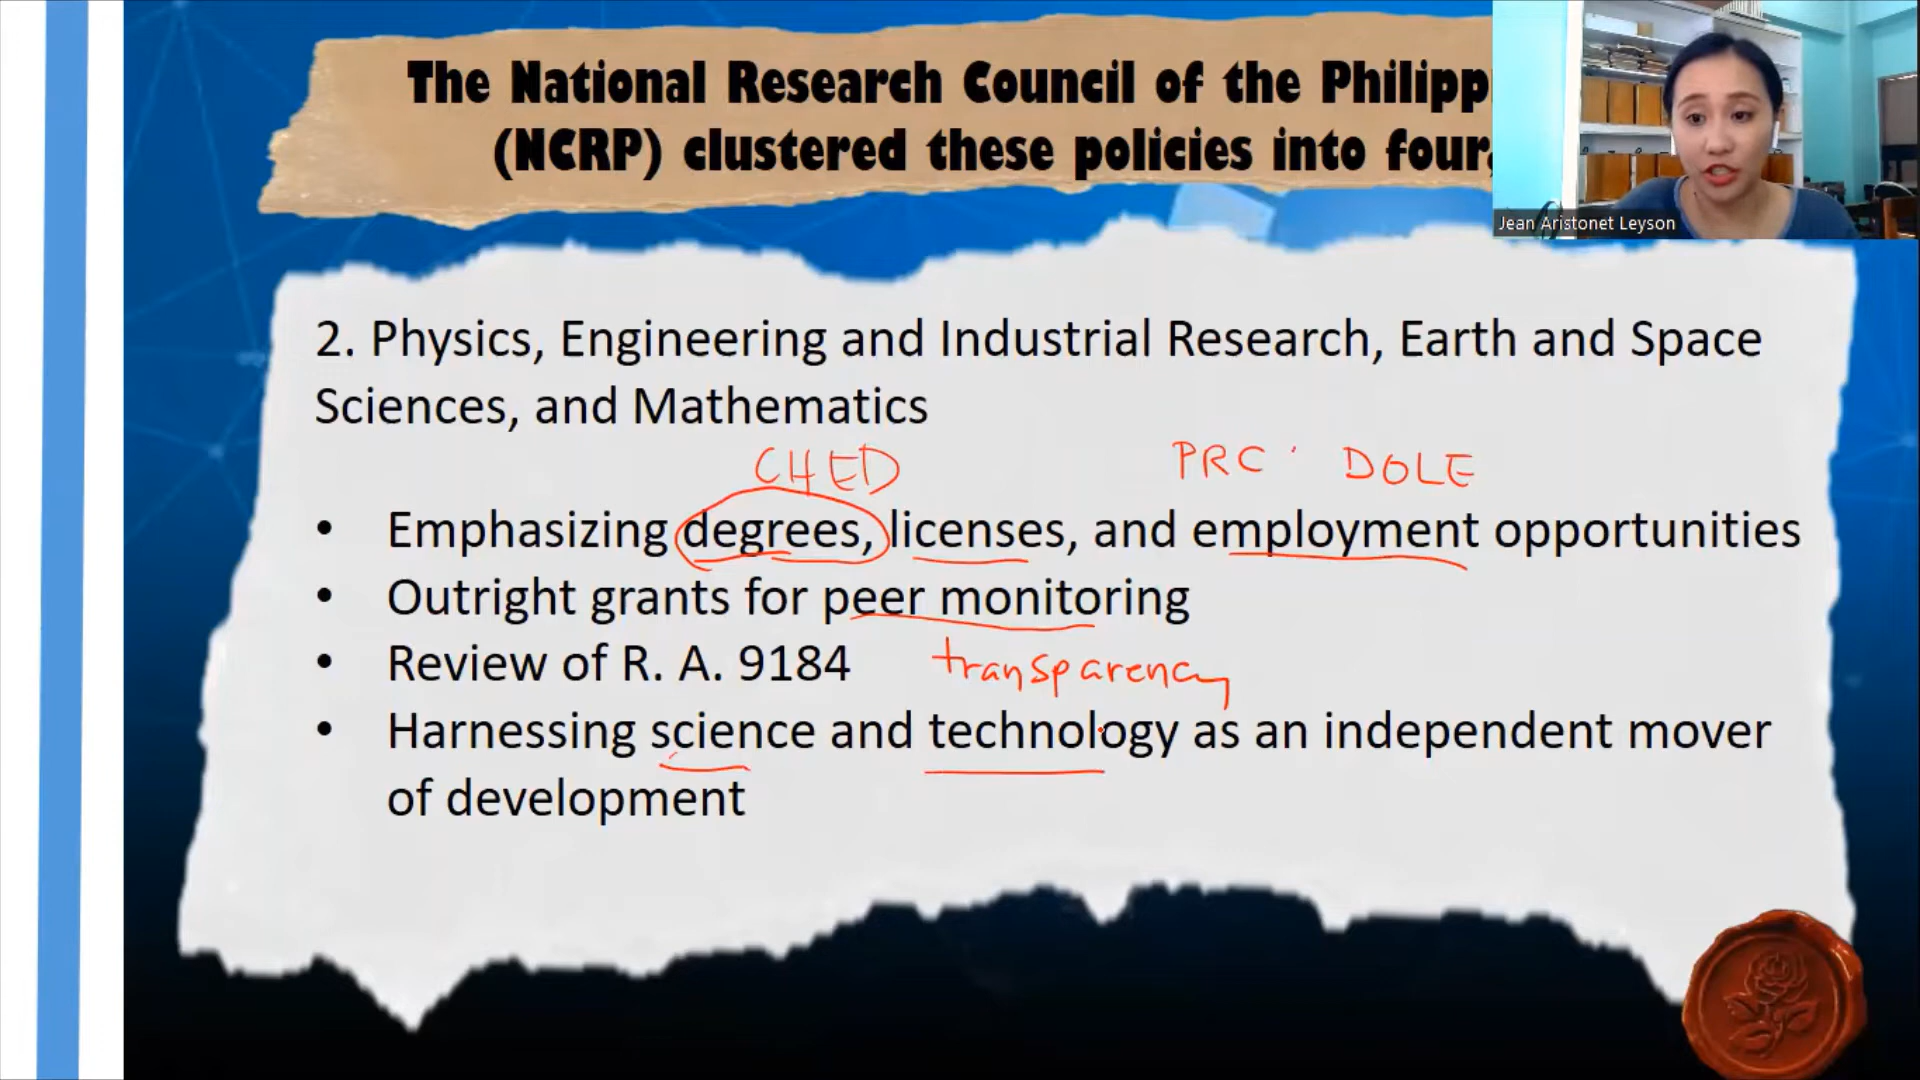 The National Research Council of the Philipp
(NCRP) clustered these policies into four,
Jean Aristonet Leyson
2. Physics, Engineering and Industrial Research, Earth and Space
Sciences, and Mathematics
CHED PRC DOLE
• Emphasizing degrees, licenses, and employment opportunities
• Outright grants for peer monitoring
• Review of R. A. 9184 transparency
• Harnessing science and technology as an independent mover
of development